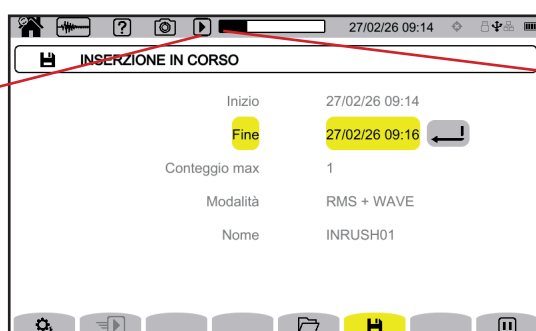 ?
27/02/26 09:14
INSERZIONE IN CORSO
Inizio 27/02/26 09:14
Fine 27/02/26 09:16
Conteggio max 1
Modalità RMS + WAVE
Nome INRUSH01